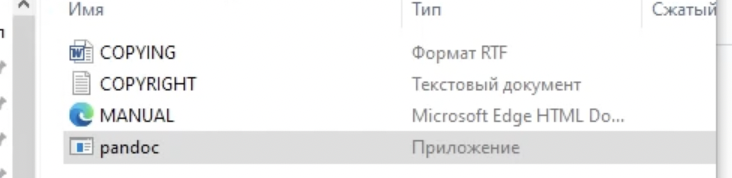 Имя Тип Сжатый
COPYING Формат RTF
COPYRIGHT Текстовый документ
MANUAL Microsoft Edge HTML Do...
pandoc Приложение